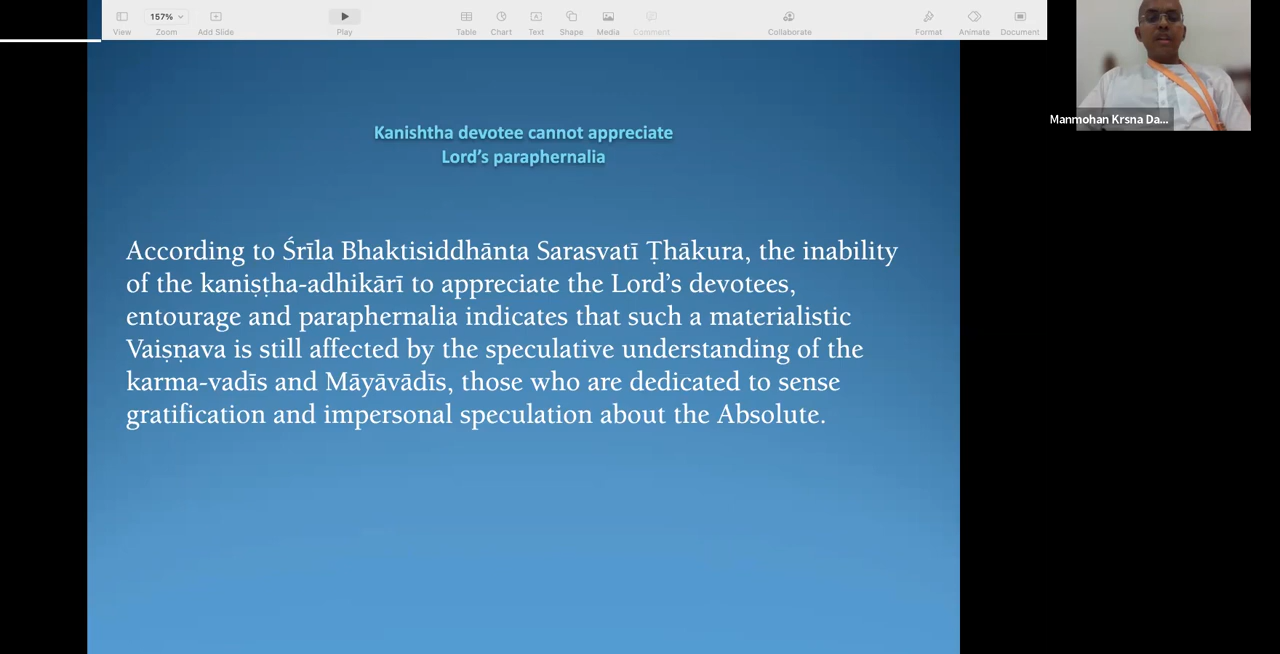 157%
View
Zoom
Add Slide
Play
Table
Chart
Text
Shape
Media
Comment
Collaborate
Format
Animate
Document
Manmohan Krsna Da...
Kanishtha devotee cannot appreciate
Lord’s paraphernalia
According to Śrīla Bhaktisiddhānta Sarasvatī Ṭhākura, the inability
of the kaniṣṭha-adhikārī to appreciate the Lord’s devotees,
entourage and paraphernalia indicates that such a materialistic
Vaiṣṇava is still affected by the speculative understanding of the
karma-vadīs and Māyāvādīs, those who are dedicated to sense
gratification and impersonal speculation about the Absolute.